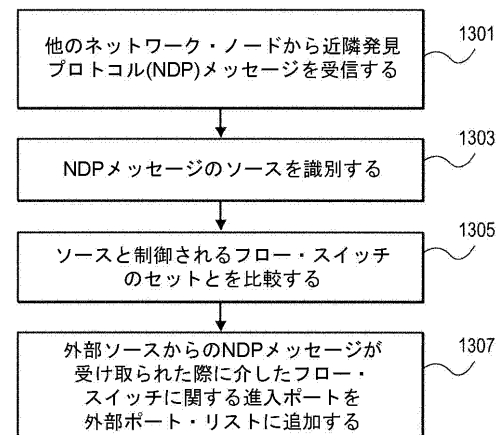 他のネットワーク・ノードから近隣発見
プロトコル(NDP)メッセージを受信する
1301
NDPメッセージのソースを識別する
1303
ソースと制御されるフロー・スイッチ
のセットとを比較する
1305
外部ソースからのNDPメッセージが
受け取られた際に介したフロー・
スイッチに関する進入ポートを
外部ポート・リストに追加する
1307